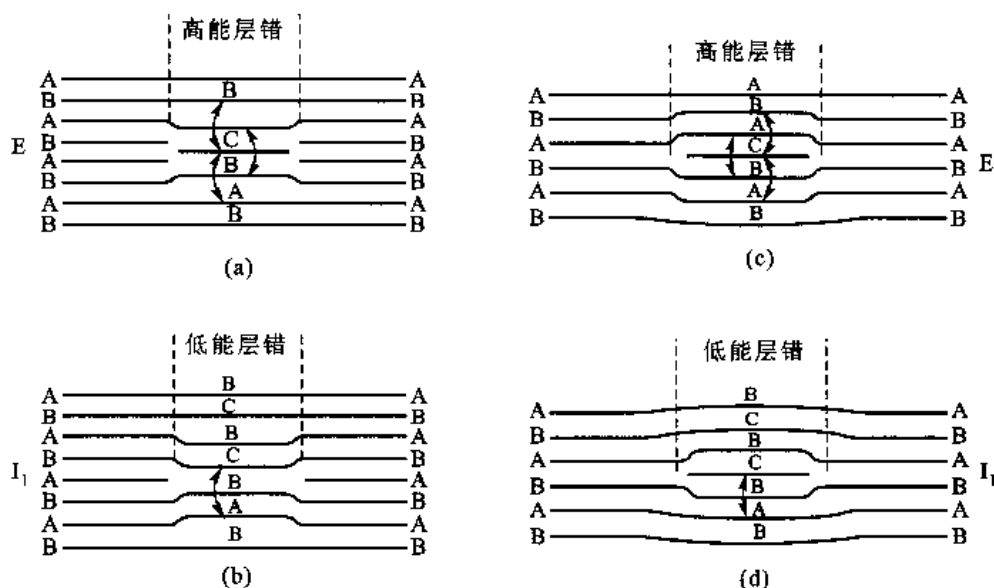 高能层错
A B A
B B
A A
E B C B
A B A
B B
A A A
B B B
(a)
高能层错
A A A
B B B
A A A
C
B B B E
A A A
B B B
(c)
低能层错
A B A
B C B
A B A
B C B
I₁ A B A
B B
A A A
B B B
(b)
低能层错
B
A A
C
B B
B
A A
C
B B B I₁
A A A
B B B
(d)